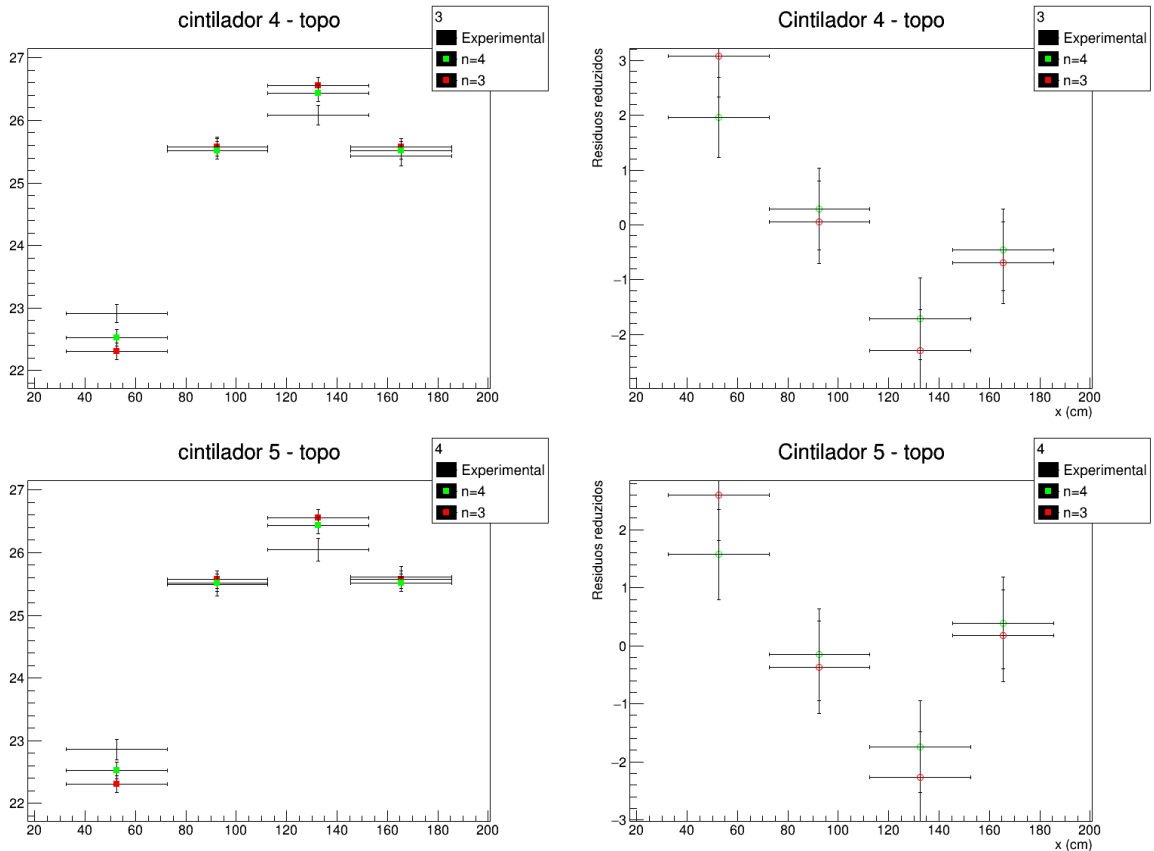 cintilador 4 - topo
3
Experimental
n=4
n=3
27
26
25
24
23
22
20 40 60 80 100 120 140 160 180 200
Cintilador 4 - topo
3
Experimental
n=4
n=3
Residuos reduzidos
3
2
1
0
−1
−2
20 40 60 80 100 120 140 160 180 200
x (cm)
cintilador 5 - topo
4
Experimental
n=4
n=3
27
26
25
24
23
22
20 40 60 80 100 120 140 160 180 200
Cintilador 5 - topo
4
Experimental
n=4
n=3
Residuos reduzidos
2
1
0
−1
−2
−3
20 40 60 80 100 120 140 160 180 200
x (cm)